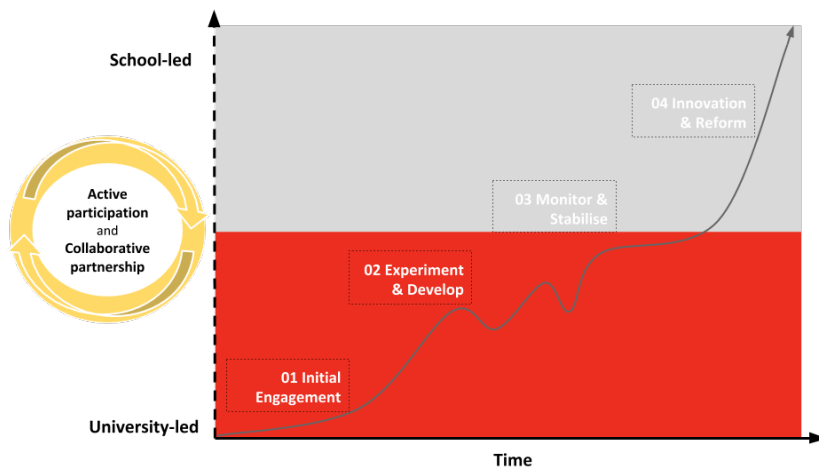 School-led
04 Innovation
& Reform
Active
participation
and
Collaborative
partnership
03 Monitor &
Stabilise
02 Experiment
& Develop
01 Initial
Engagement
University-led
Time